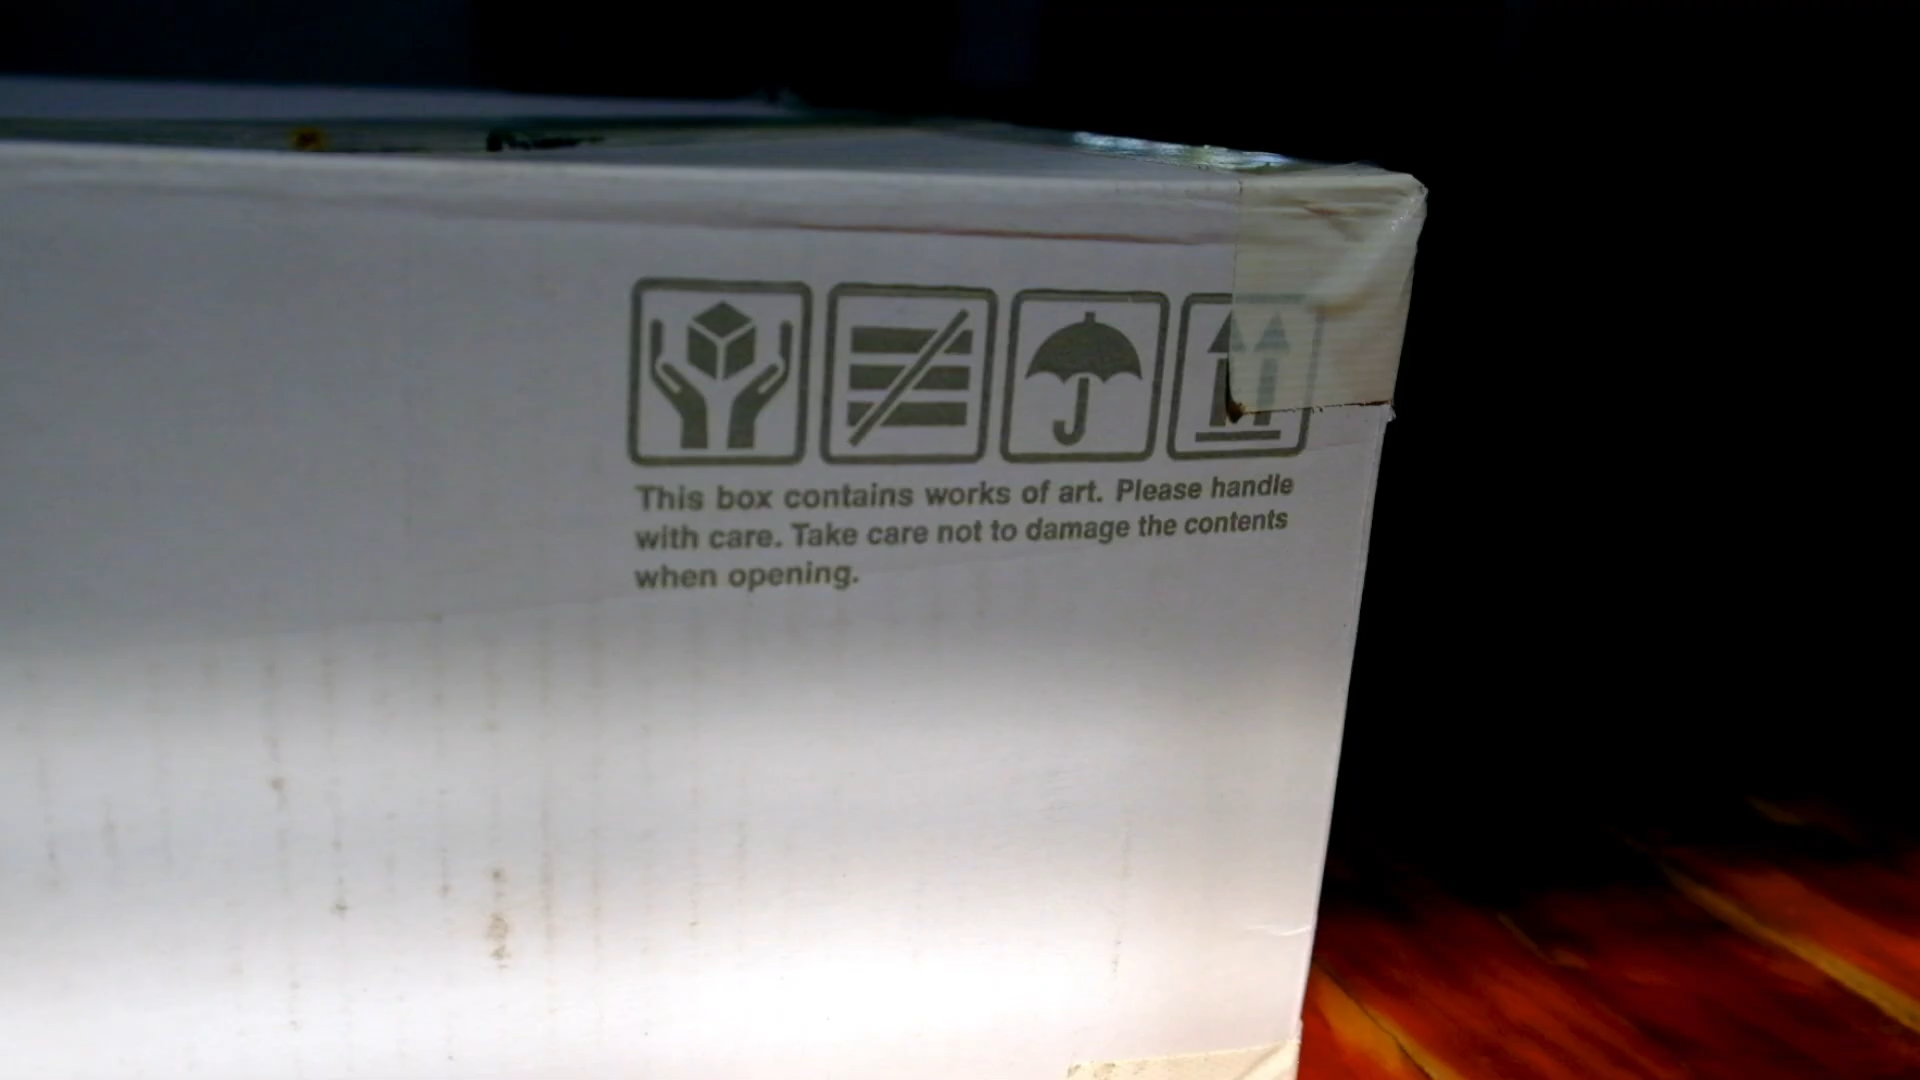 This box contains works of art. Please handle
with care. Take care not to damage the contents
when opening.